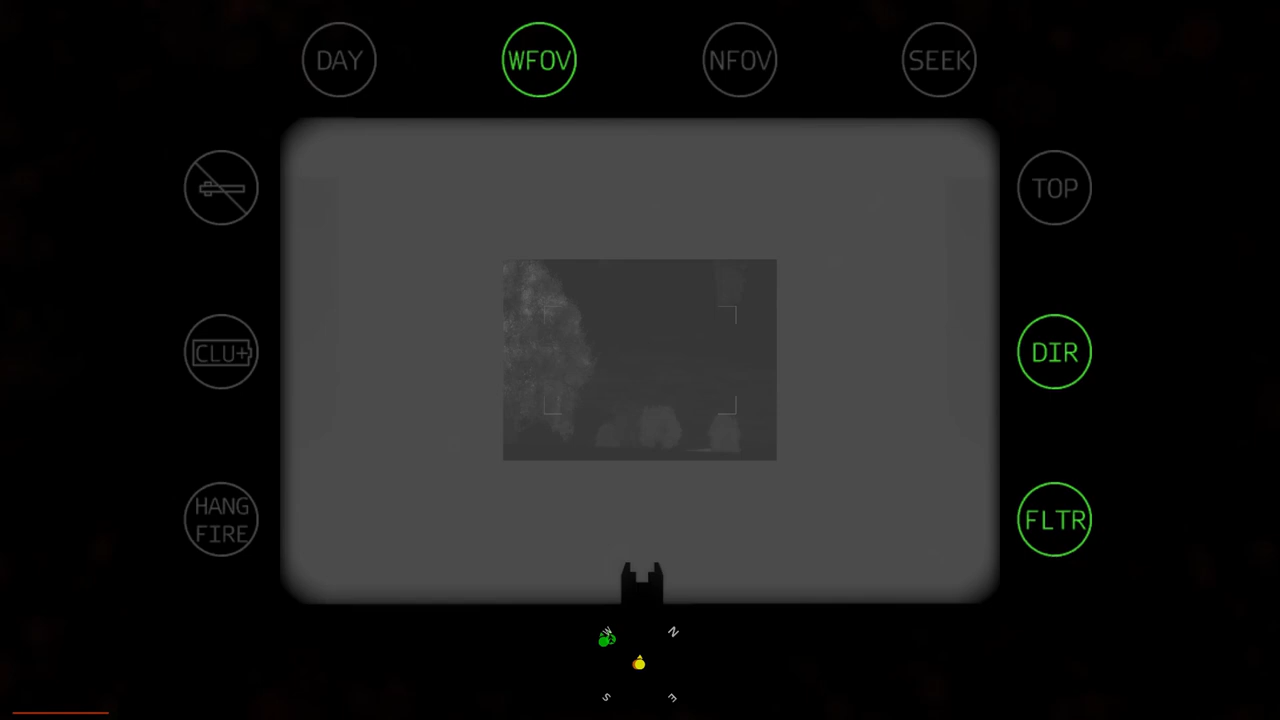 DAY
WFOV
NFOV
SEEK
TOP
CLU+
DIR
HANG
FIRE
FLTR
W
N
S
E